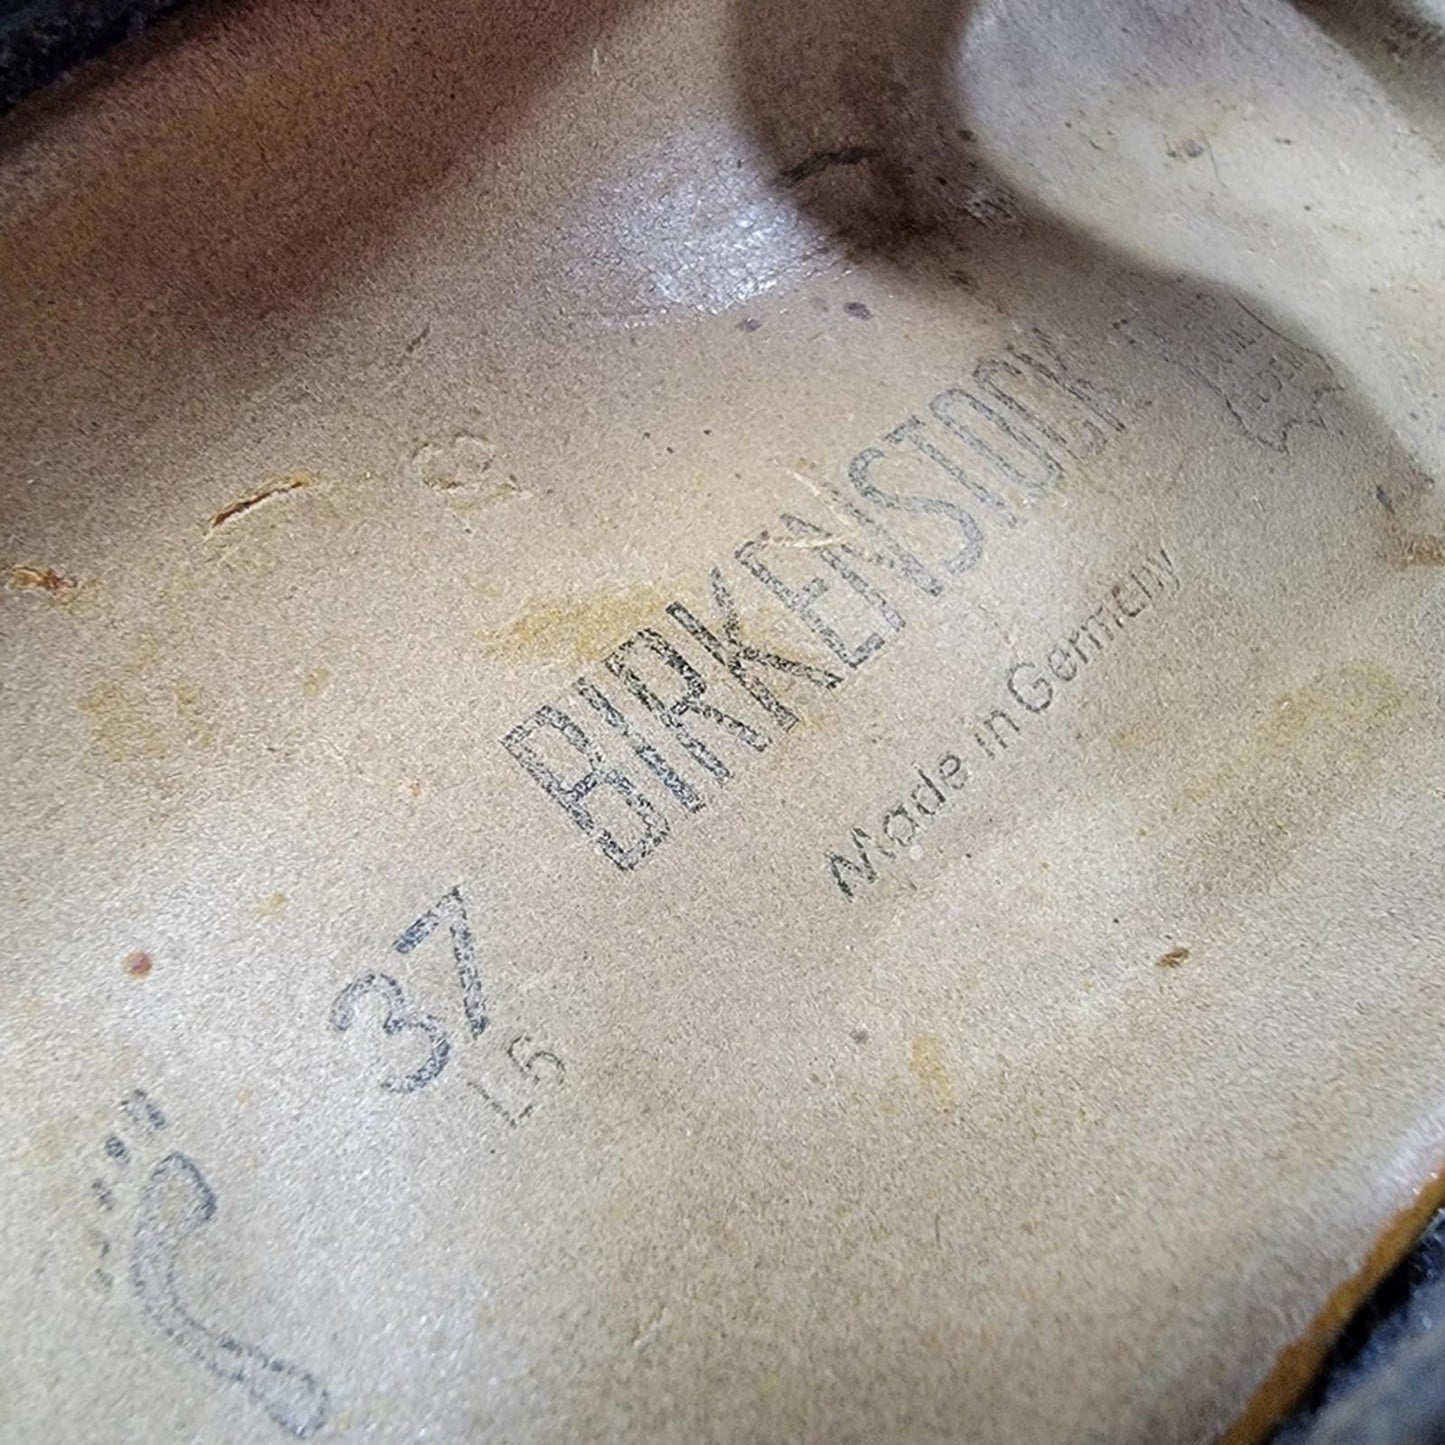 BIRKENSTOCK
Made in Germany
37
L6